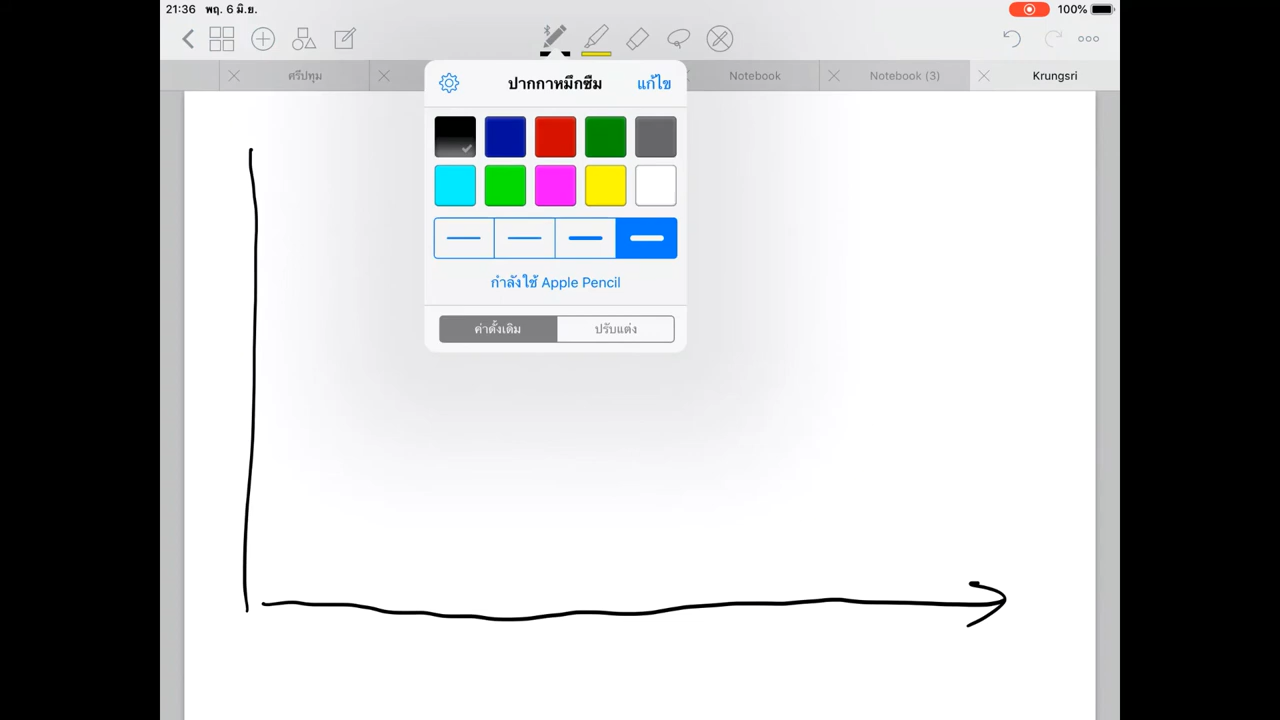 21:36 พฤ. 6 มิ.ย. 100%
ศรีปทุม Notebook Notebook (3) Krungsri
ปากกาหมึกซึม แก้ไข
กำลังใช้ Apple Pencil
ค่าดั้งเดิม ปรับแต่ง